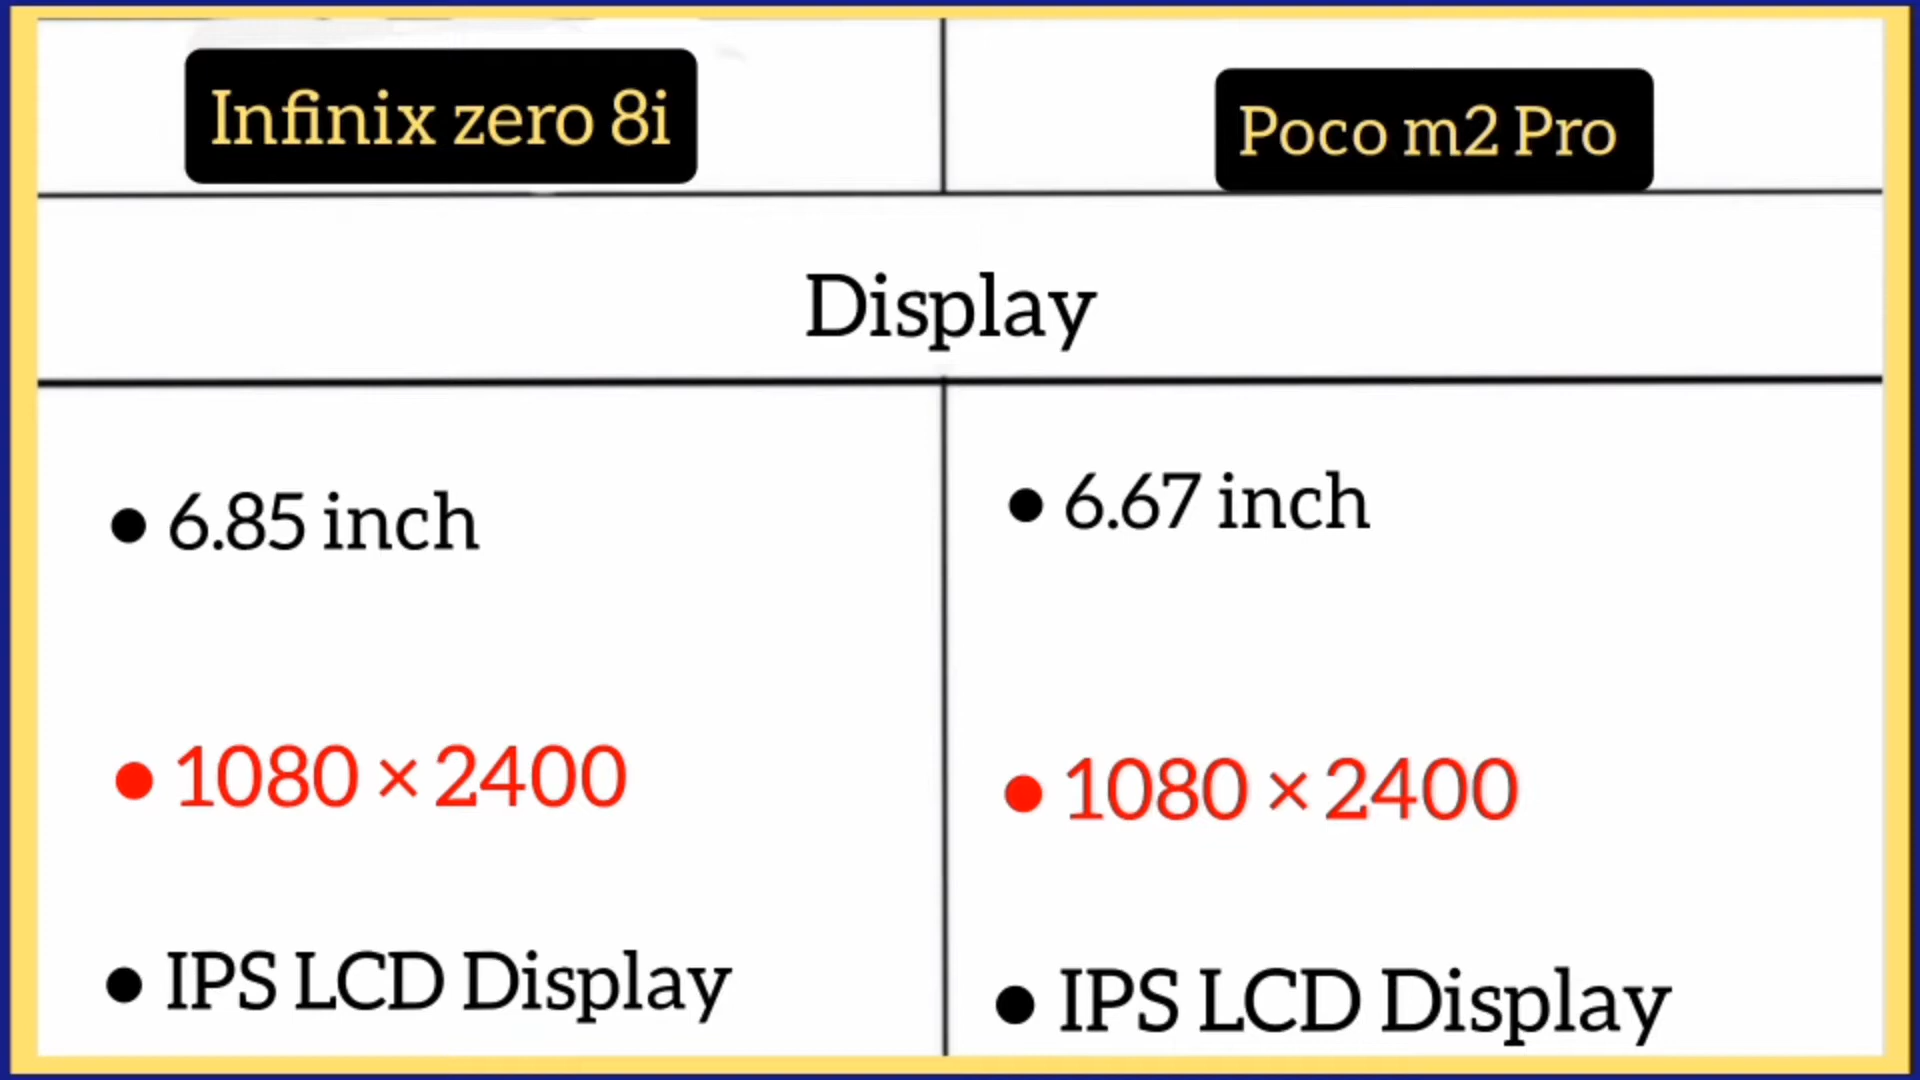 Infinix zero 8i
Poco m2 Pro
Display
● 6.85 inch
● 6.67 inch
● 1080 × 2400
● 1080 × 2400
● IPS LCD Display
● IPS LCD Display